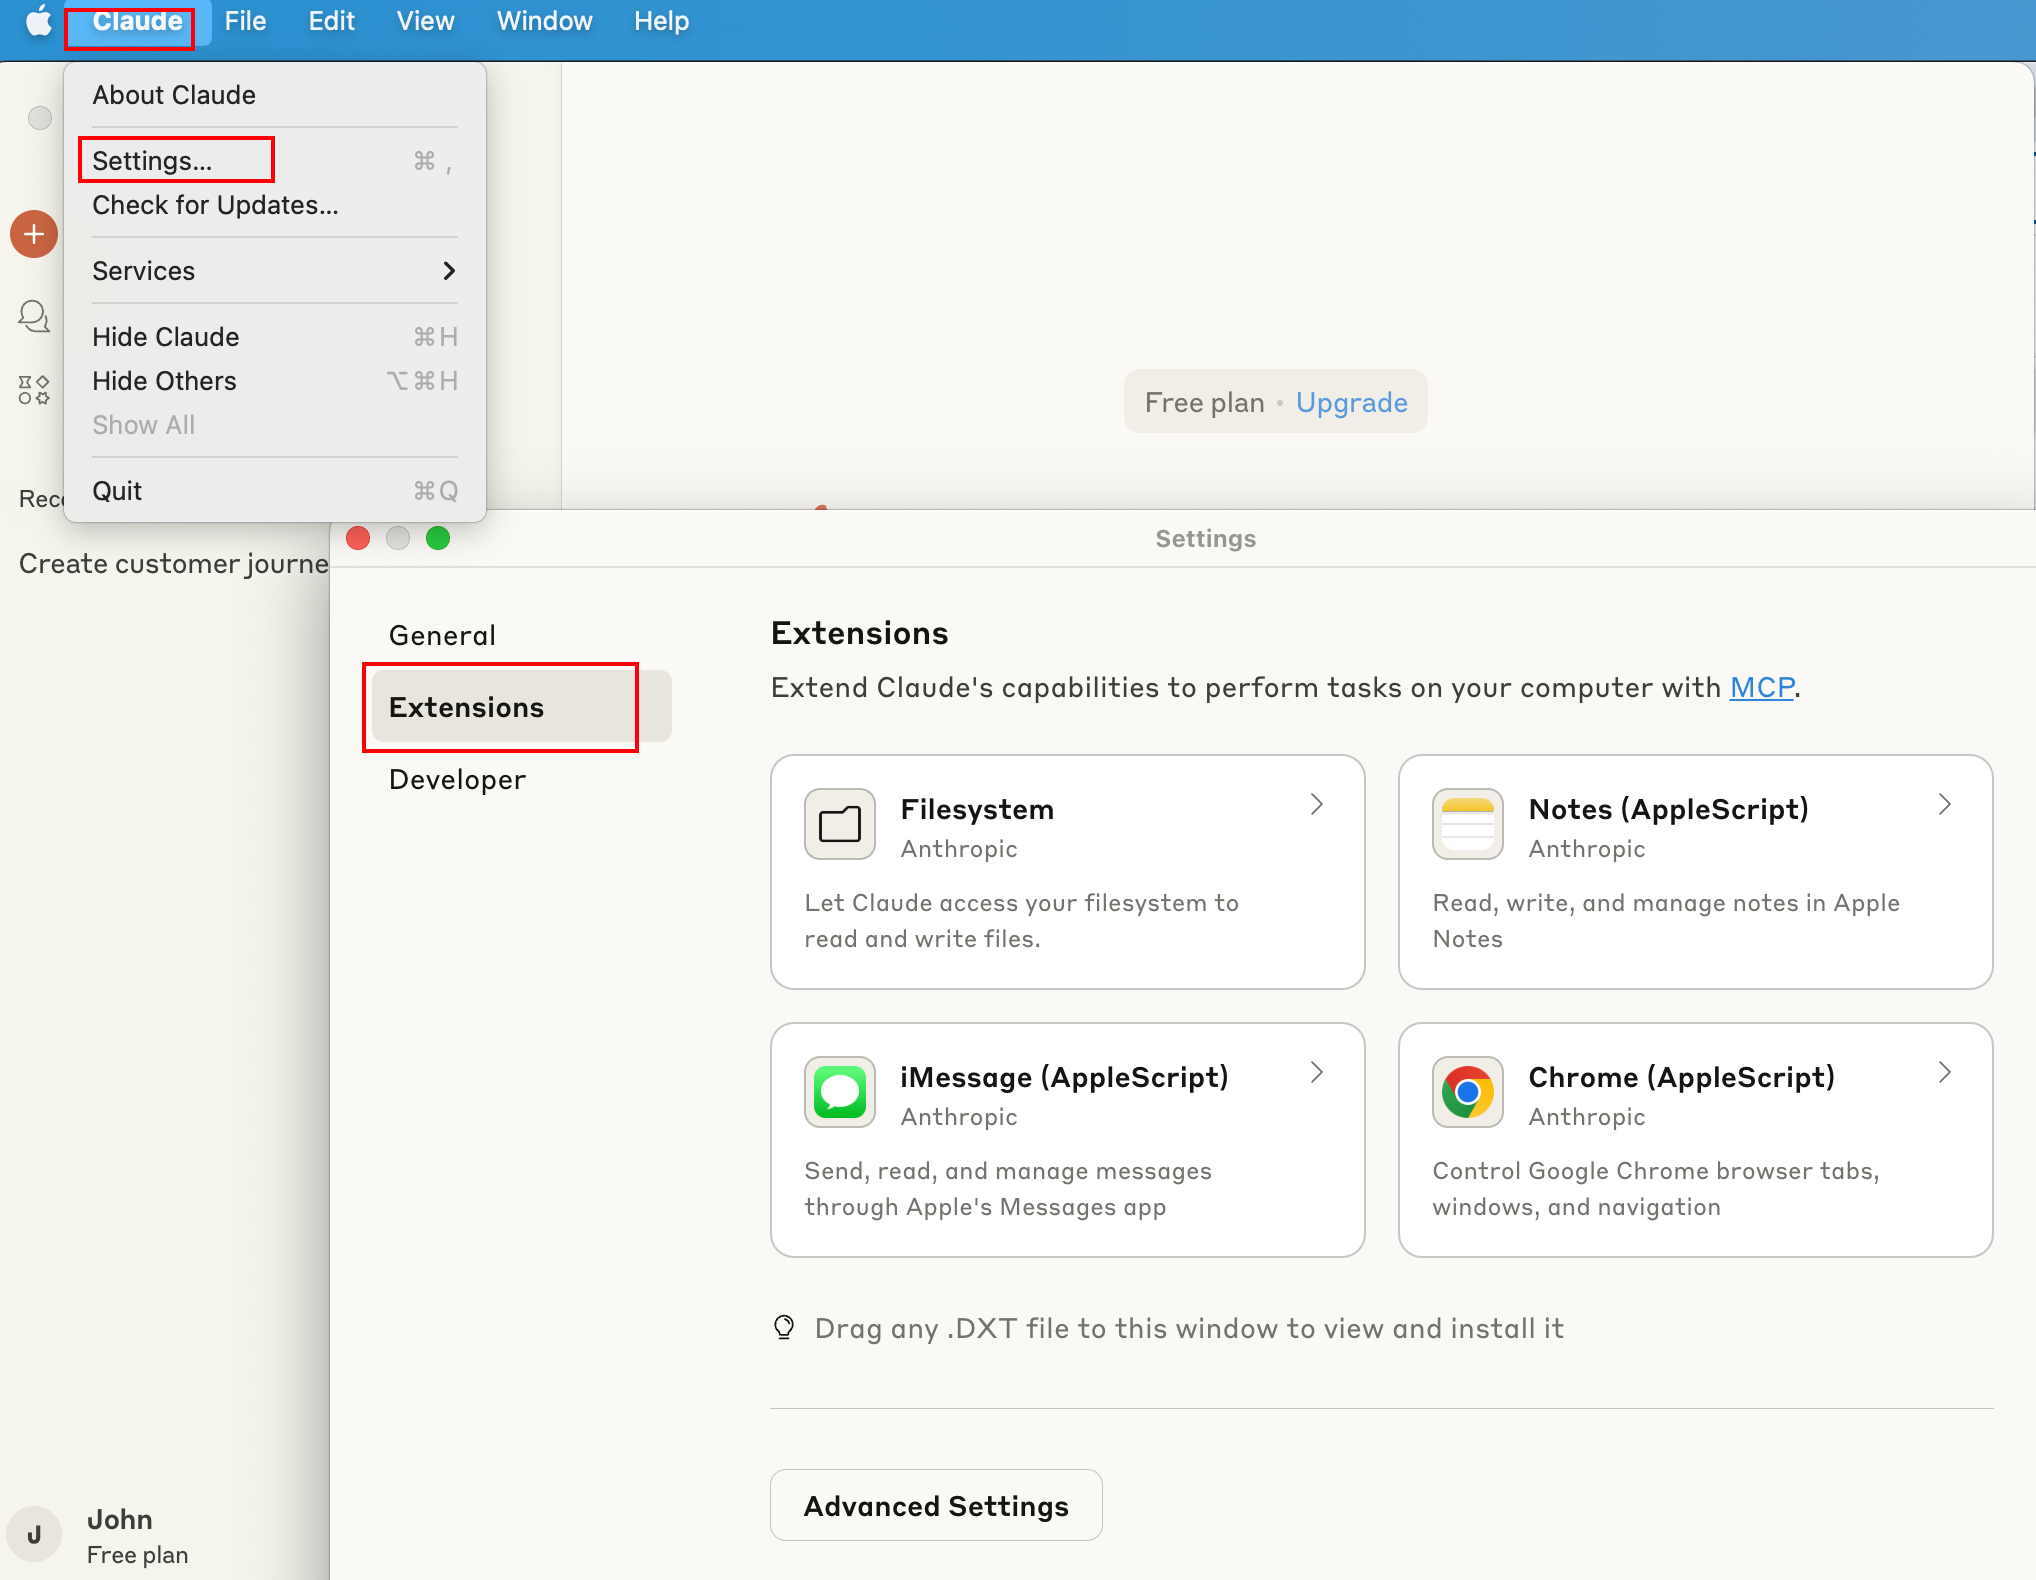 Claude File Edit View Window Help
About Claude
Settings... ⌘ ,
Check for Updates...
Services
Hide Claude ⌘H
Hide Others ⌥⌘H
Show All
Quit ⌘Q
Free plan • Upgrade
Create customer journe
Settings
General
Extensions
Developer
Extensions
Extend Claude's capabilities to perform tasks on your computer with MCP.
Filesystem
Anthropic
Let Claude access your filesystem to
read and write files.
Notes (AppleScript)
Anthropic
Read, write, and manage notes in Apple
Notes
iMessage (AppleScript)
Anthropic
Send, read, and manage messages
through Apple's Messages app
Chrome (AppleScript)
Anthropic
Control Google Chrome browser tabs,
windows, and navigation
Drag any .DXT file to this window to view and install it
Advanced Settings
J
John
Free plan